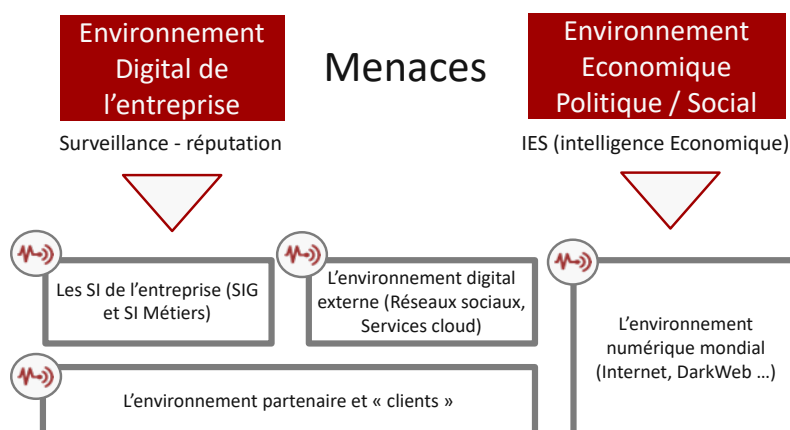 Environnement
Digital de
l'entreprise
Menaces
Environnement
Economique
Politique / Social
Surveillance - réputation
IES (intelligence Economique)
Les SI de l'entreprise (SIG
et SI Métiers)
L'environnement digital
externe (Réseaux sociaux,
Services cloud)
L'environnement
numérique mondial
(Internet, DarkWeb ...)
L'environnement partenaire et « clients »